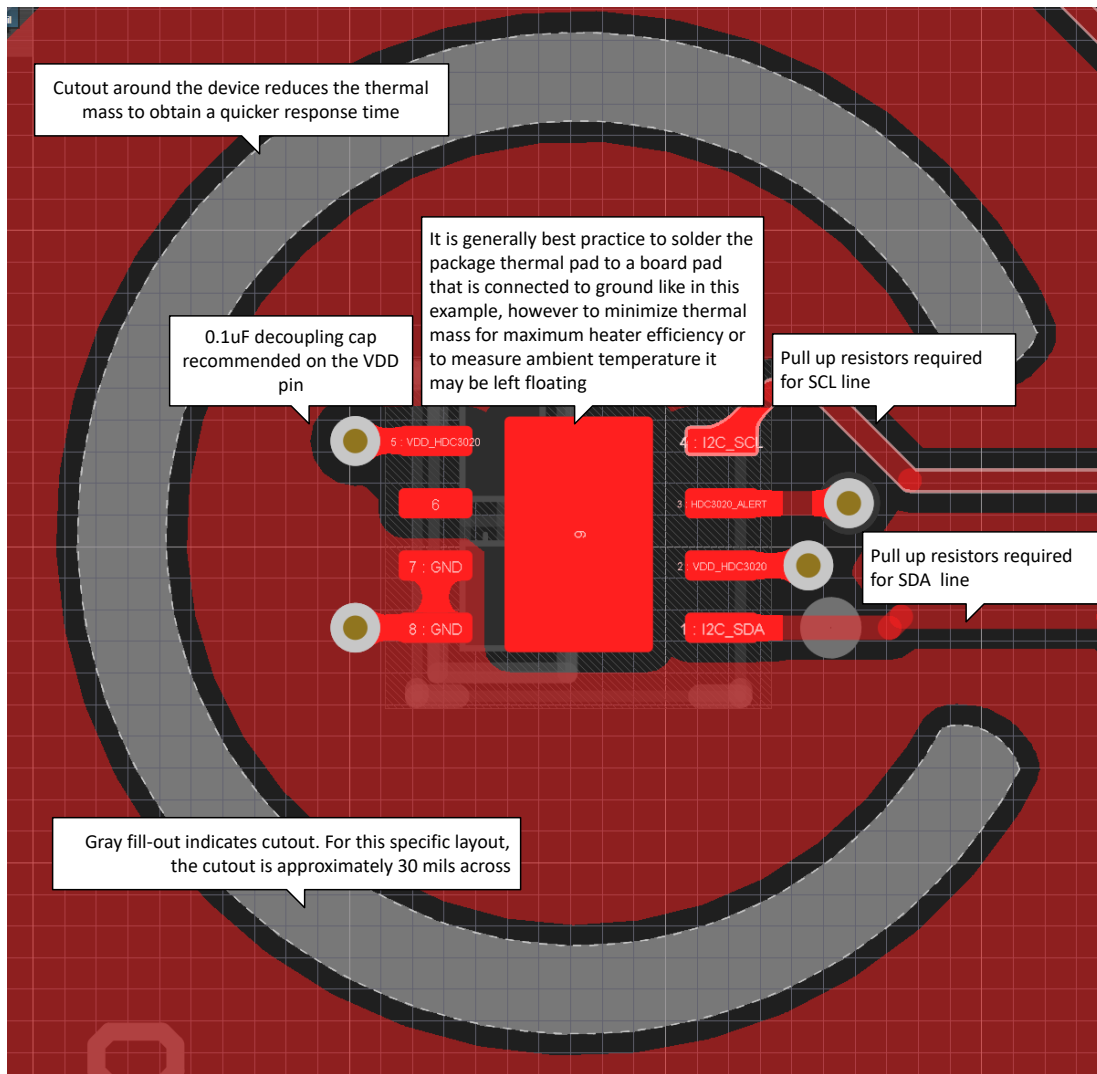 Cutout around the device reduces the thermal
mass to obtain a quicker response time
It is generally best practice to solder the
package thermal pad to a board pad
that is connected to ground like in this
example, however to minimize thermal
mass for maximum heater efficiency or
to measure ambient temperature it
may be left floating
0.1uF decoupling cap
recommended on the VDD
pin
Pull up resistors required
for SCL line
5 : VDD_HDC3020
6
7 : GND
8 : GND
9
4 : I2C_SCL
3 : HDC3020_ALERT
2 : VDD_HDC3020
1 : I2C_SDA
Pull up resistors required
for SDA  line
Gray fill-out indicates cutout. For this specific layout,
the cutout is approximately 30 mils across